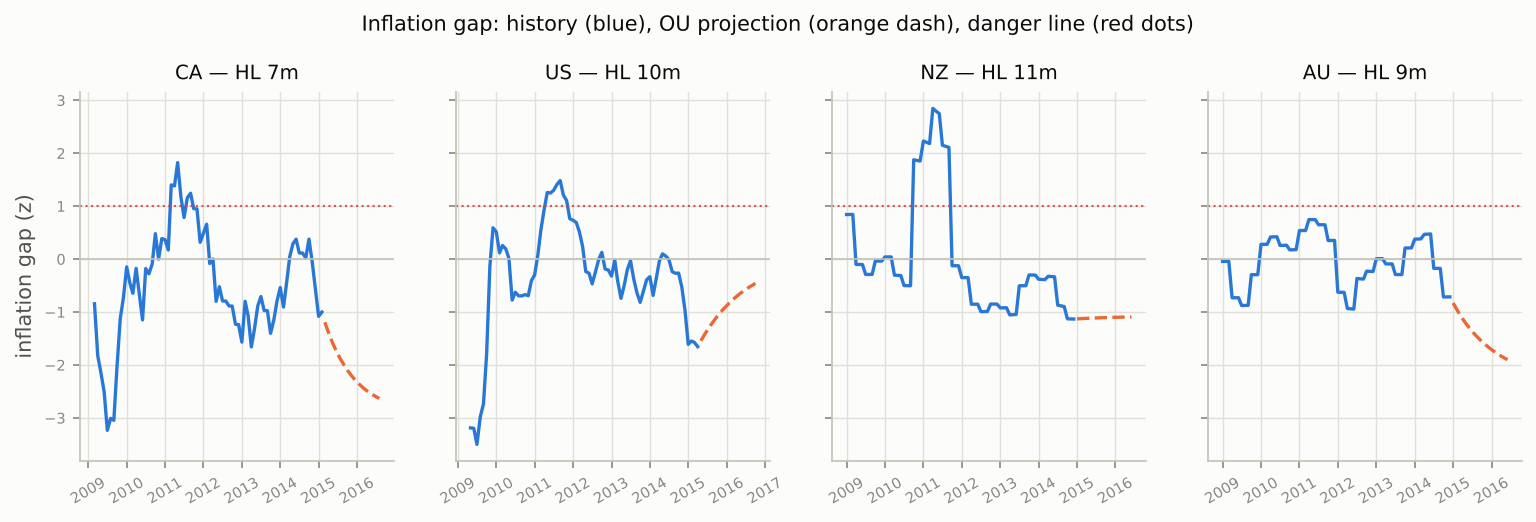 Inflation gap: history (blue), OU projection (orange dash), danger line (red dots)
CA — HL 7m
US — HL 10m
NZ — HL 11m
AU — HL 9m
inflation gap (z)
3
2
1
0
−1
−2
−3
2009 2010 2011 2012 2013 2014 2015 2016
2009 2010 2011 2012 2013 2014 2015 2016 2017
2009 2010 2011 2012 2013 2014 2015 2016
2009 2010 2011 2012 2013 2014 2015 2016